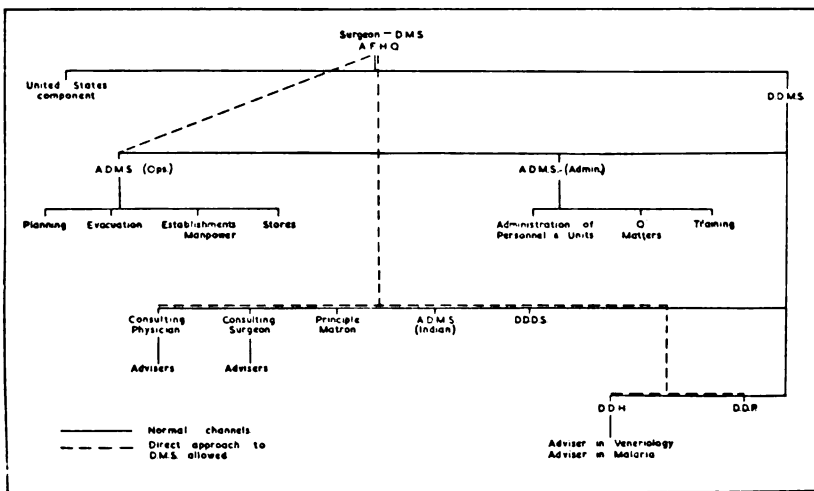 Surgeon – D.M.S.
A F H Q
United States
component
D.D.M.S.
A.D.M.S (Ops.)
A.D.M.S.-(Admin.)
Planning
Evacuation
Establishments
Manpower
Stores
Administration of
Personnel & Units
Q
Matters
Training
Consulting
Physician
Consulting
Surgeon
Principle
Matron
A.D.M.S
(Indian)
D.D.D.S.
Advisers
Advisers
D.D.H.
D.D.P.
Adviser in Veneriology
Adviser in Malaria
Normal channels
Direct approach to
D.M.S. allowed